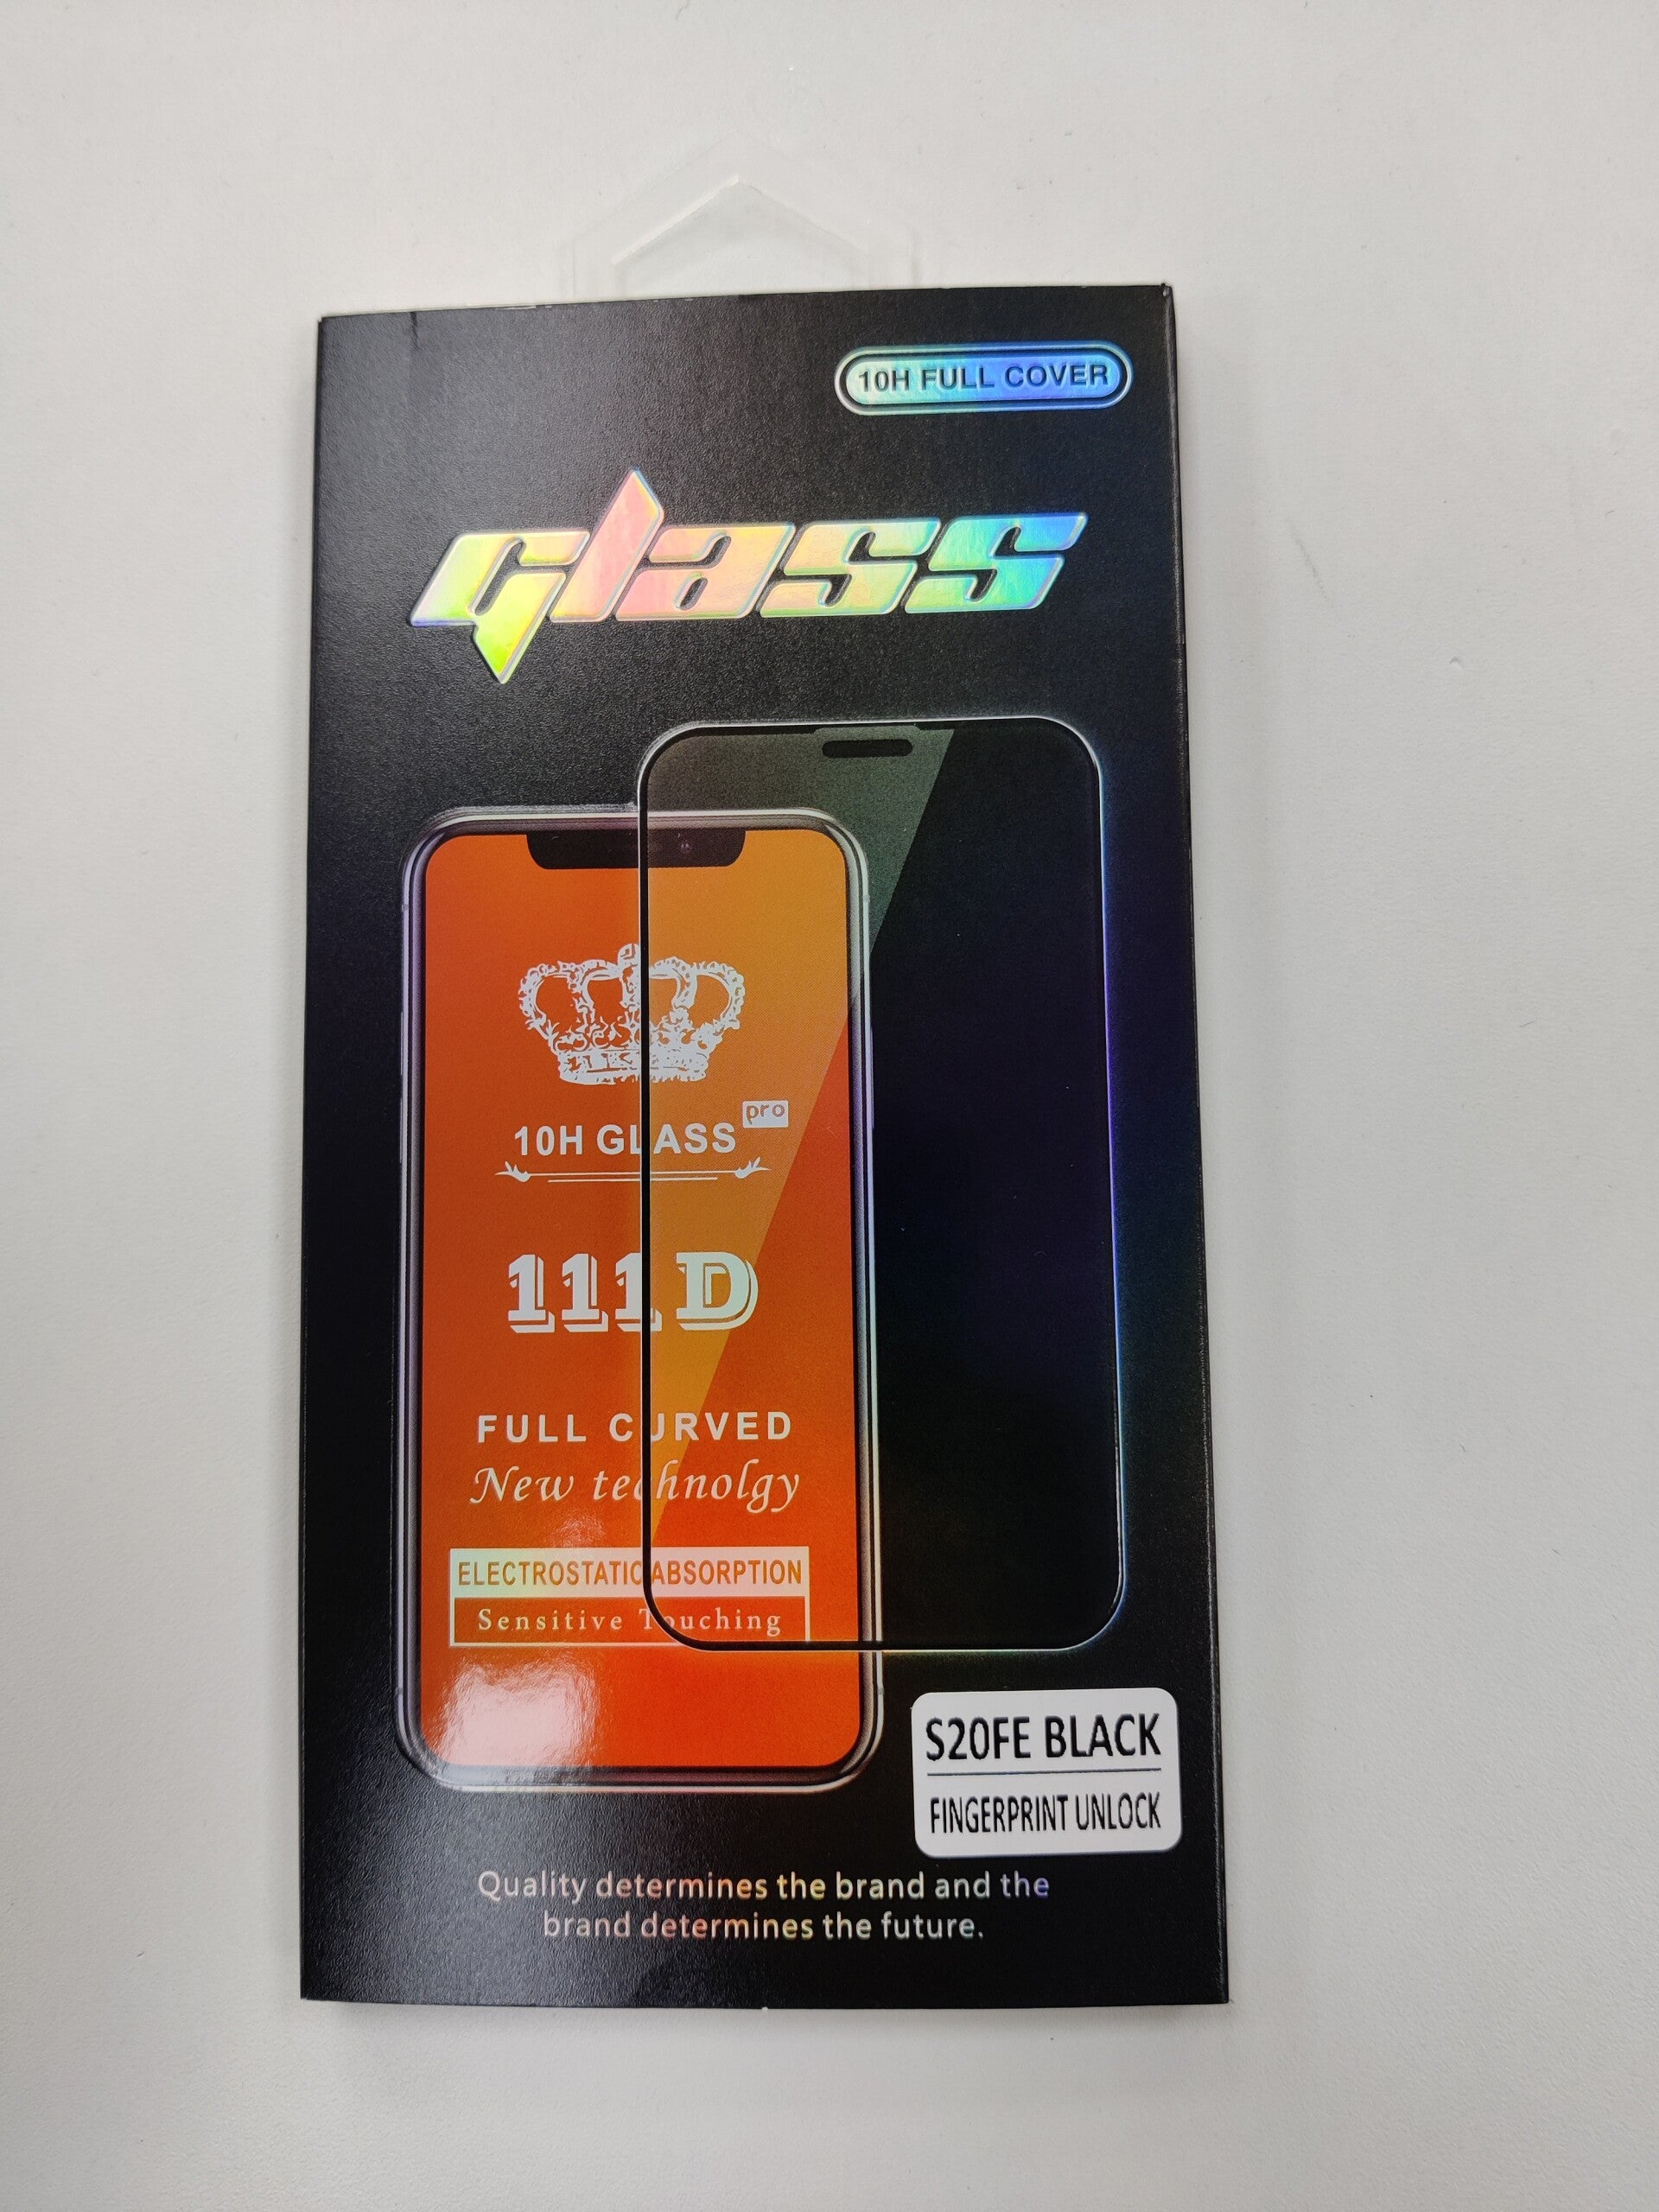 10H FULL COVER
glass
10H GLASS pro
111D
FULL CURVED
New technolgy
ELECTROSTATIC ABSORPTION
Sensitive Touching
S20FE BLACK
FINGERPRINT UNLOCK
Quality determines the brand and the
brand determines the future.